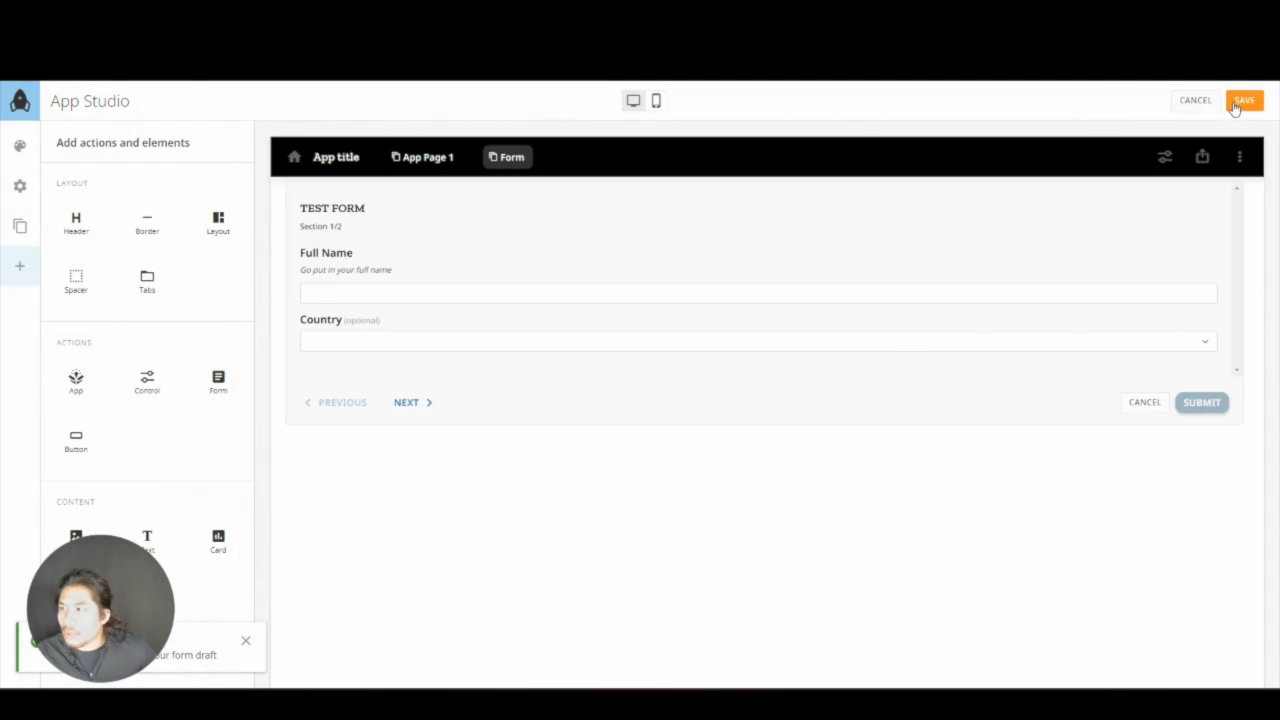 App Studio
CANCEL
SAVE
Add actions and elements
LAYOUT
Header
Border
Layout
Spacer
Tabs
ACTIONS
App
Control
Form
Button
CONTENT
Card
form draft
App title
App Page 1
Form
TEST FORM
Section 1/2
Full Name
Go put in your full name
Country (optional)
PREVIOUS
NEXT
CANCEL
SUBMIT